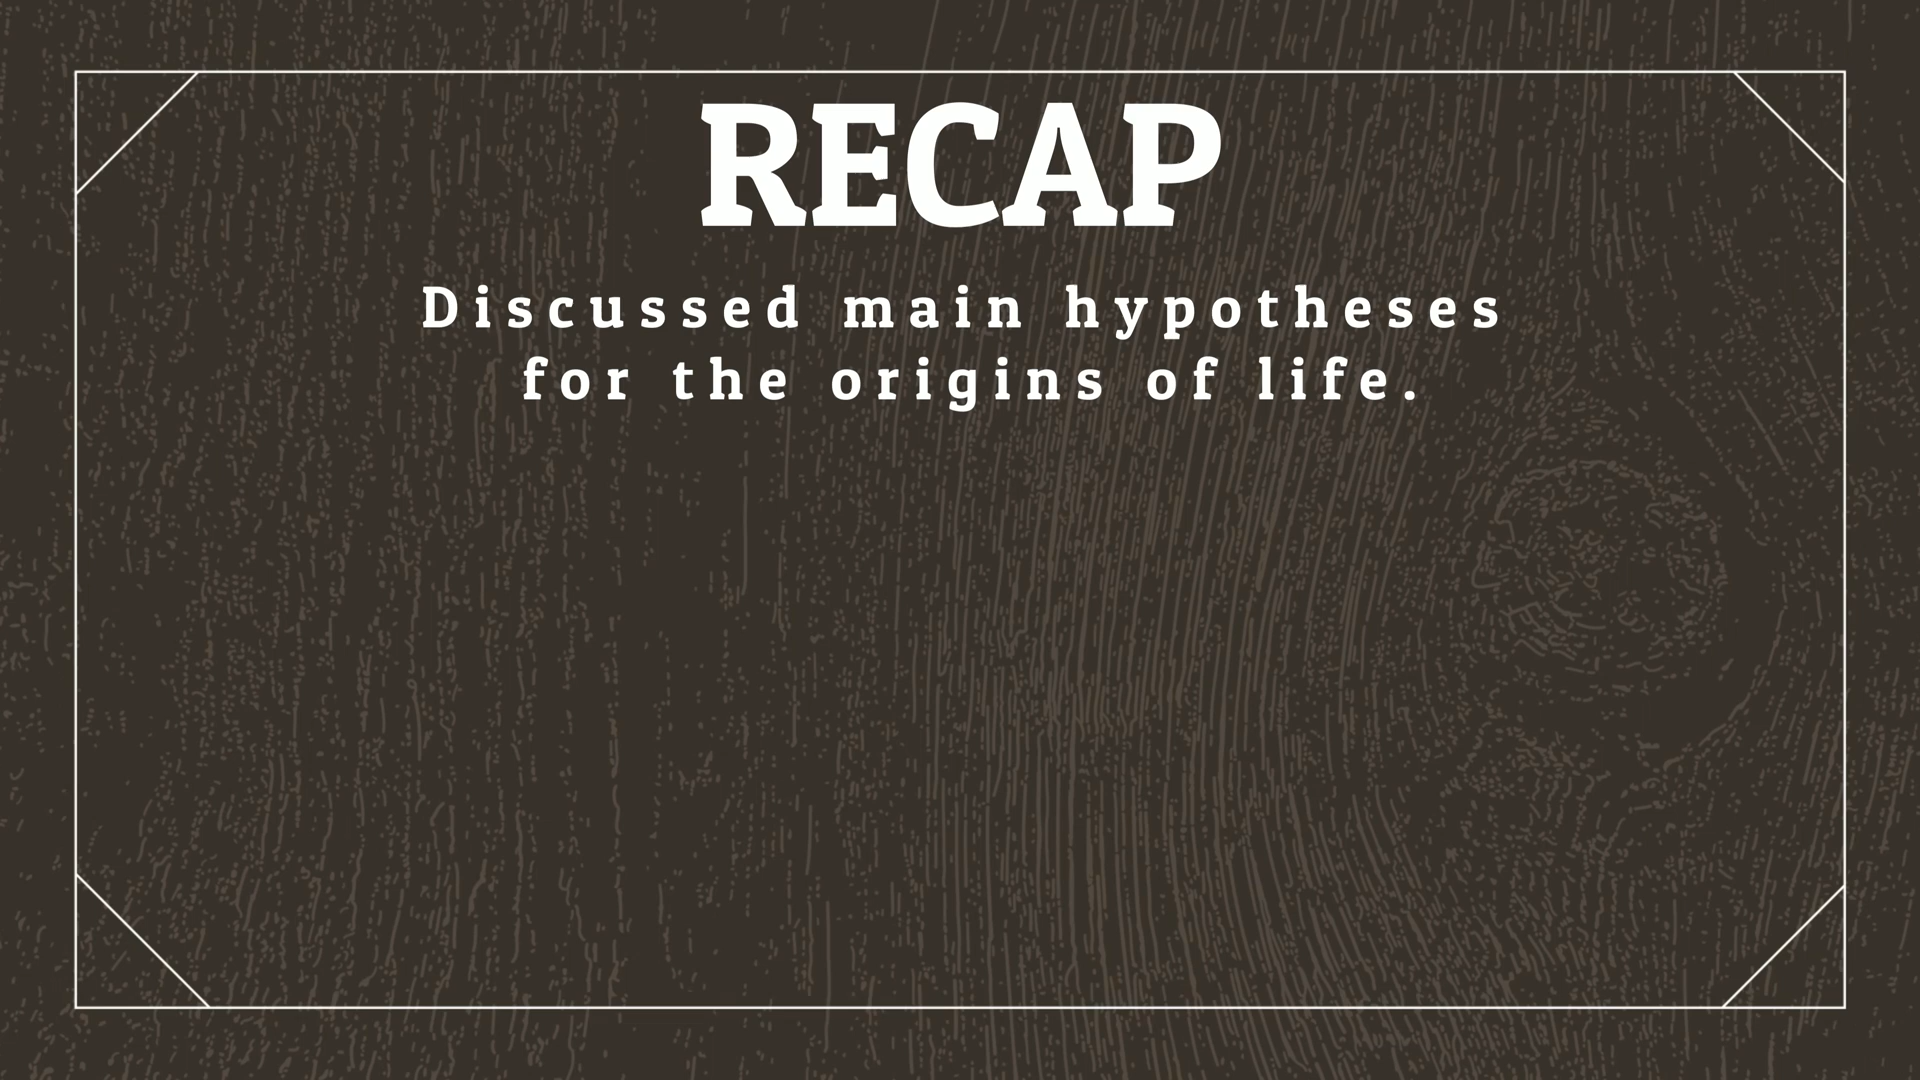 RECAP
Discussed main hypotheses
for the origins of life.